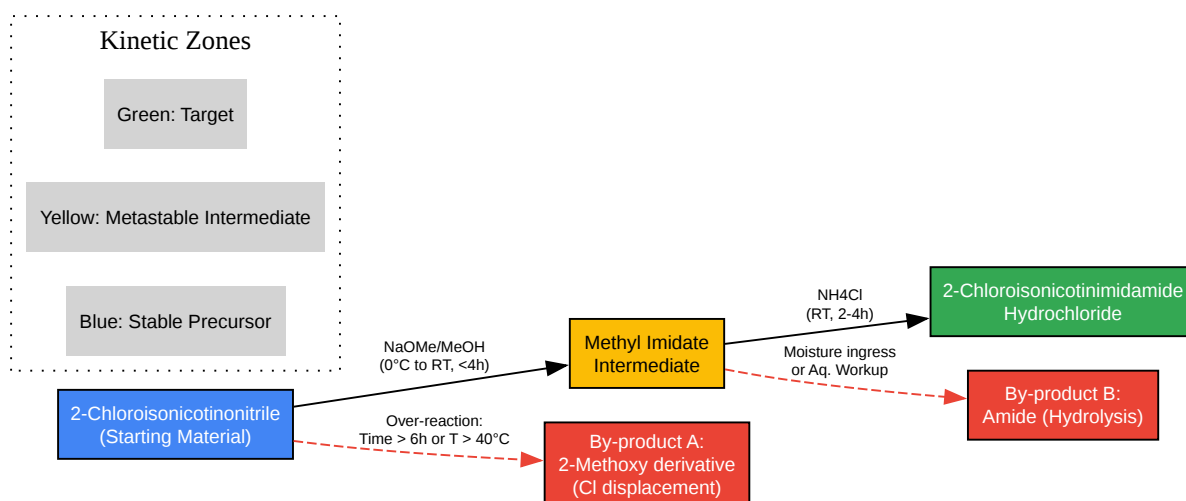 Kinetic Zones
Green: Target
Yellow: Metastable Intermediate
Blue: Stable Precursor
2-Chloroisonicotinonitrile
(Starting Material)
NaOMe/MeOH
(0°C to RT, <4h)
Over-reaction:
Time > 6h or T > 40°C
Methyl Imidate
Intermediate
By-product A:
2-Methoxy derivative
(Cl displacement)
NH4Cl
(RT, 2-4h)
Moisture ingress
or Aq. Workup
2-Chloroisonicotinimidamide
Hydrochloride
By-product B:
Amide (Hydrolysis)